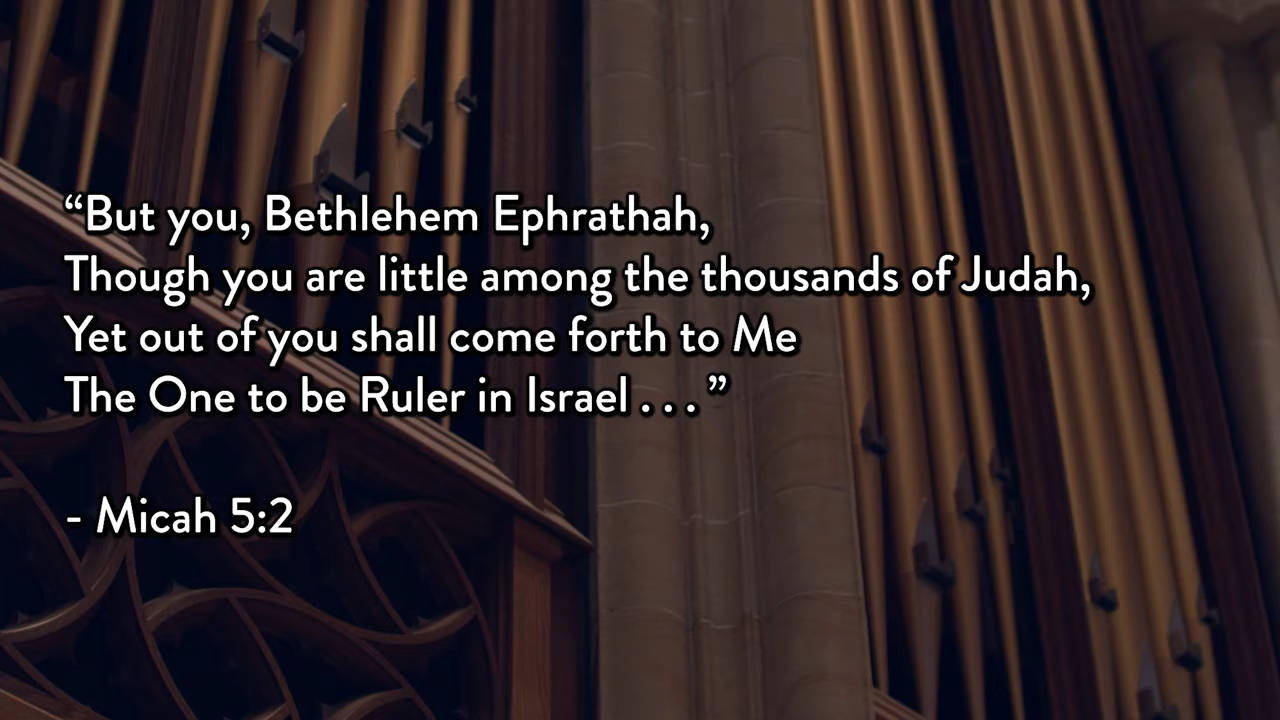 “But you, Bethlehem Ephrathah,
Though you are little among the thousands of Judah,
Yet out of you shall come forth to Me
The One to be Ruler in Israel . . . ”
- Micah 5:2